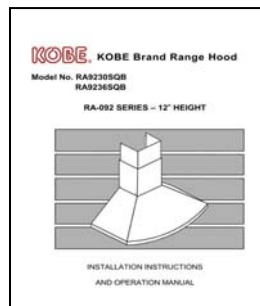 KOBE® KOBE Brand Range Hood
Model No. RA9230SQB
RA9236SQB
RA-092 SERIES – 12" HEIGHT
INSTALLATION INSTRUCTIONS
AND OPERATION MANUAL